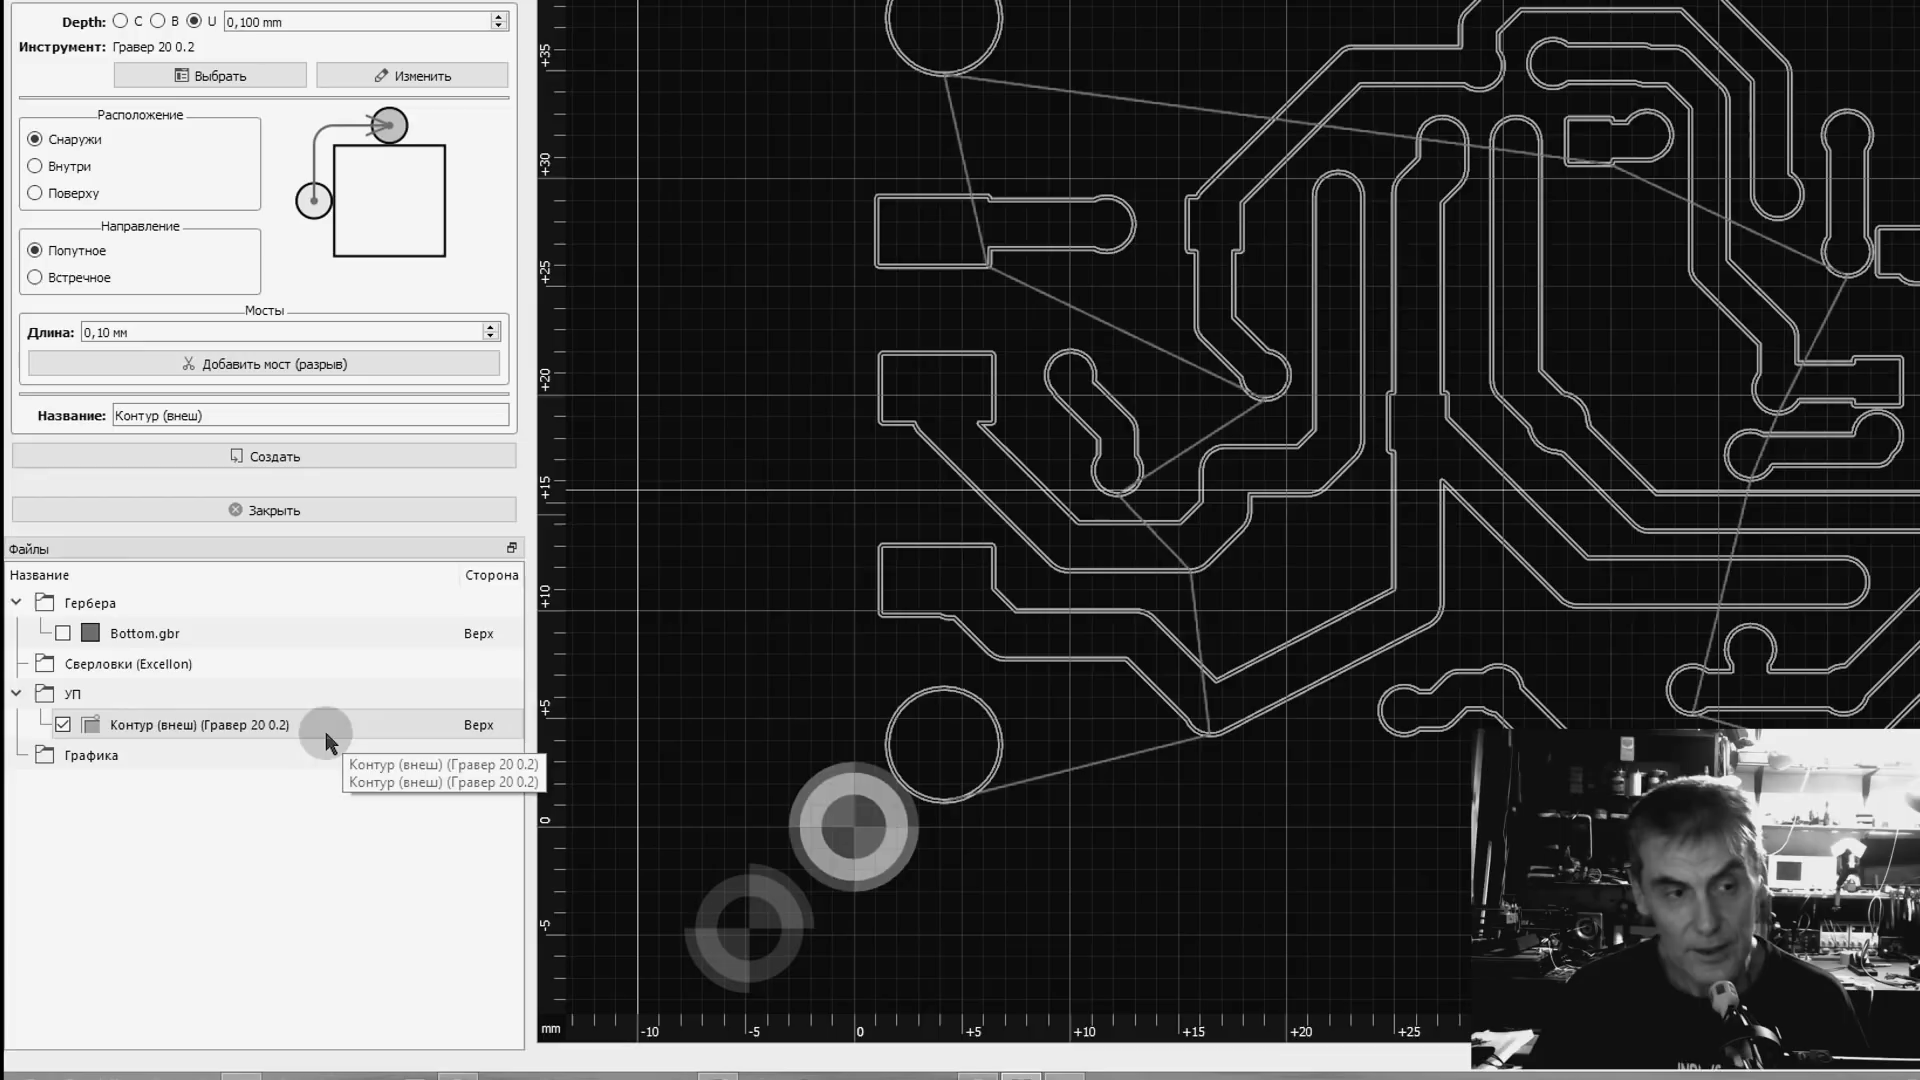 Depth: C B U 0,100 mm
Инструмент: Гравер 20 0.2
Выбрать Изменить
Расположение
Снаружи
Внутри
Поверху
Направление
Попутное
Встречное
Мосты
Длина: 0,10 мм
Добавить мост (разрыв)
Название: Контур (внеш)
Создать
Закрыть
Файлы
Название Сторона
Гербера
Bottom.gbr Верх
Сверловки (Excellon)
УП
Контур (внеш) (Гравер 20 0.2) Верх
Графика
Контур (внеш) (Гравер 20 0.2)
Контур (внеш) (Гравер 20 0.2)
+35
+30
+25
+20
+15
+10
+5
0
-5
mm -10 -5 0 +5 +10 +15 +20 +25